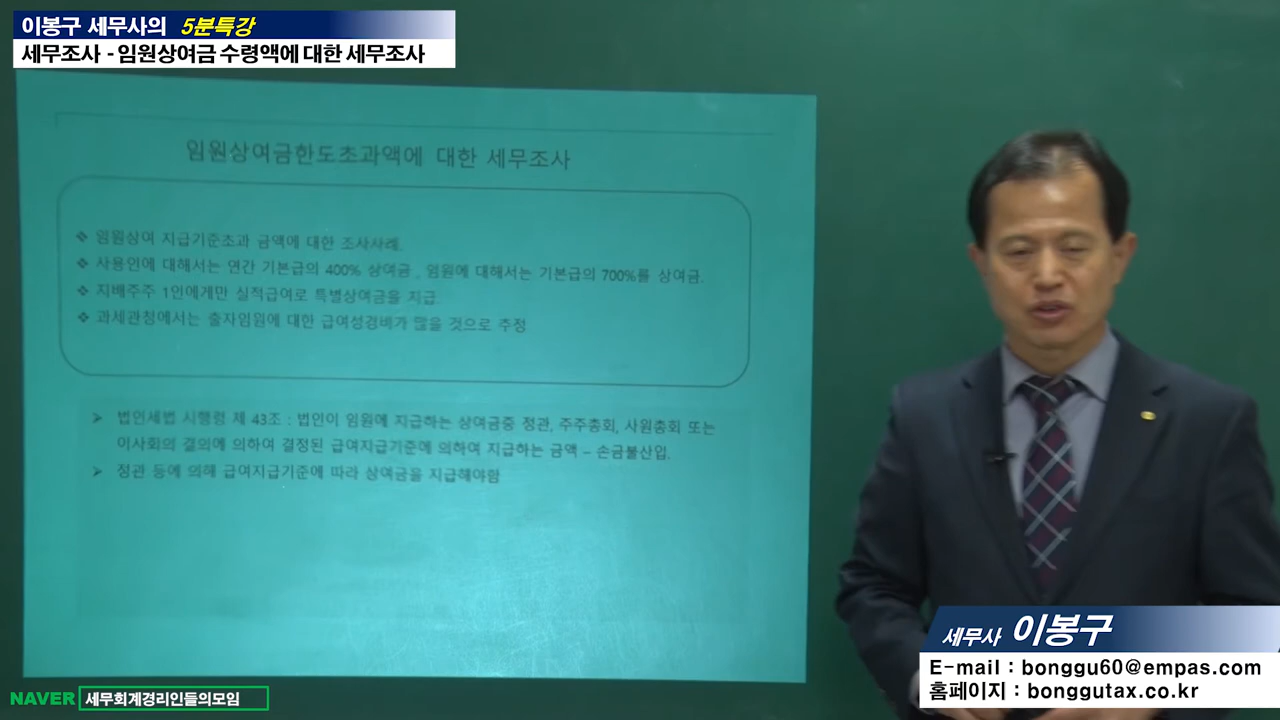 이봉구 세무사의 5분특강
세무조사 - 임원상여금 수령액에 대한 세무조사
임원상여금한도초과액에 대한 세무조사
❖ 임원상여 지급기준초과 금액에 대한 조사사례.
❖ 사용인에 대해서는 연간 기본급의 400% 상여금 , 임원에 대해서는 기본급의 700%를 상여금.
❖ 지배주주 1인에게만 실적급여로 특별상여금을 지급.
❖ 과세관청에서는 출자임원에 대한 급여성경비가 많을 것으로 추정
➢ 법인세법 시행령 제 43조 : 법인이 임원에 지급하는 상여금중 정관, 주주총회, 사원총회 또는
이사회의 결의에 의하여 결정된 급여지급기준에 의하여 지급하는 금액 – 손금불산입.
➢ 정관 등에 의해 급여지급기준에 따라 상여금을 지급해야함
세무사 이봉구
E-mail : bonggu60@empas.com
홈페이지 : bonggutax.co.kr
NAVER 세무회계경리인들의모임